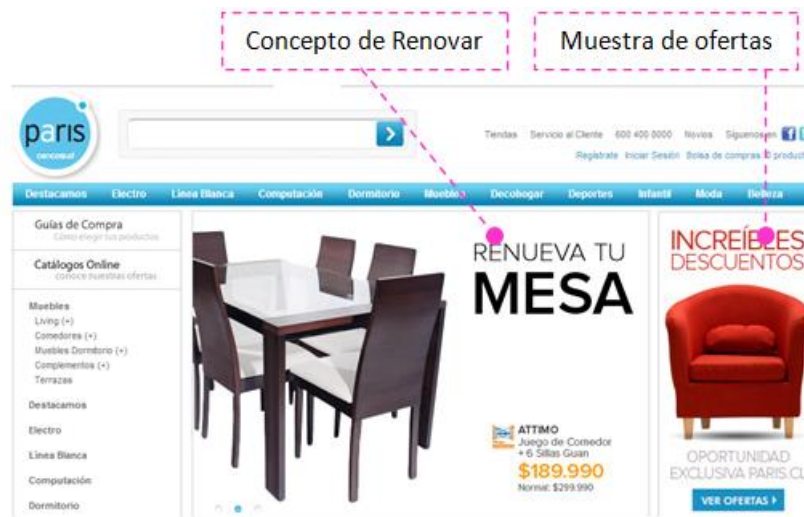 Concepto de Renovar
Muestra de ofertas
paris
cencosud
Tiendas Servicio al Cliente 600 400 0000 Novios Síguenos en
Regístrate Iniciar Sesión Bolsa de compras: 0 product
Destacamos Electro Línea Blanca Computación Dormitorio Muebles Decohogar Deportes Infantil Moda Belleza
Guías de Compra
Cómo elegir tus productos
Catálogos Online
conoce nuestras ofertas
Muebles
Living (+)
Comedores (+)
Muebles Dormitorio (+)
Complementos (+)
Terrazas
Destacamos
Electro
Línea Blanca
Computación
Dormitorio
RENUEVA TU
MESA
ATTIMO
Juego de Comedor
+ 6 Sillas Guan
$189.990
Normal: $299.990
INCREÍBLES
DESCUENTOS
OPORTUNIDAD
EXCLUSIVA PARIS.CL
VER OFERTAS